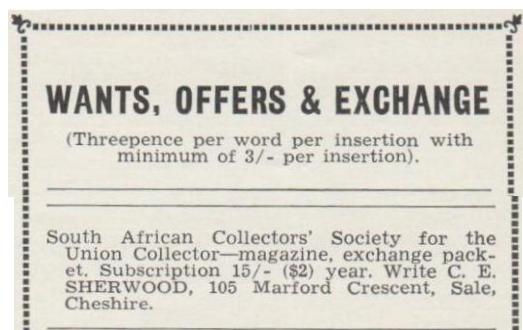 WANTS, OFFERS & EXCHANGE
(Threepence per word per insertion with
minimum of 3/- per insertion).
South African Collectors' Society for the
Union Collector—magazine, exchange pack-
et. Subscription 15/- ($2) year. Write C. E.
SHERWOOD, 105 Marford Crescent, Sale,
Cheshire.